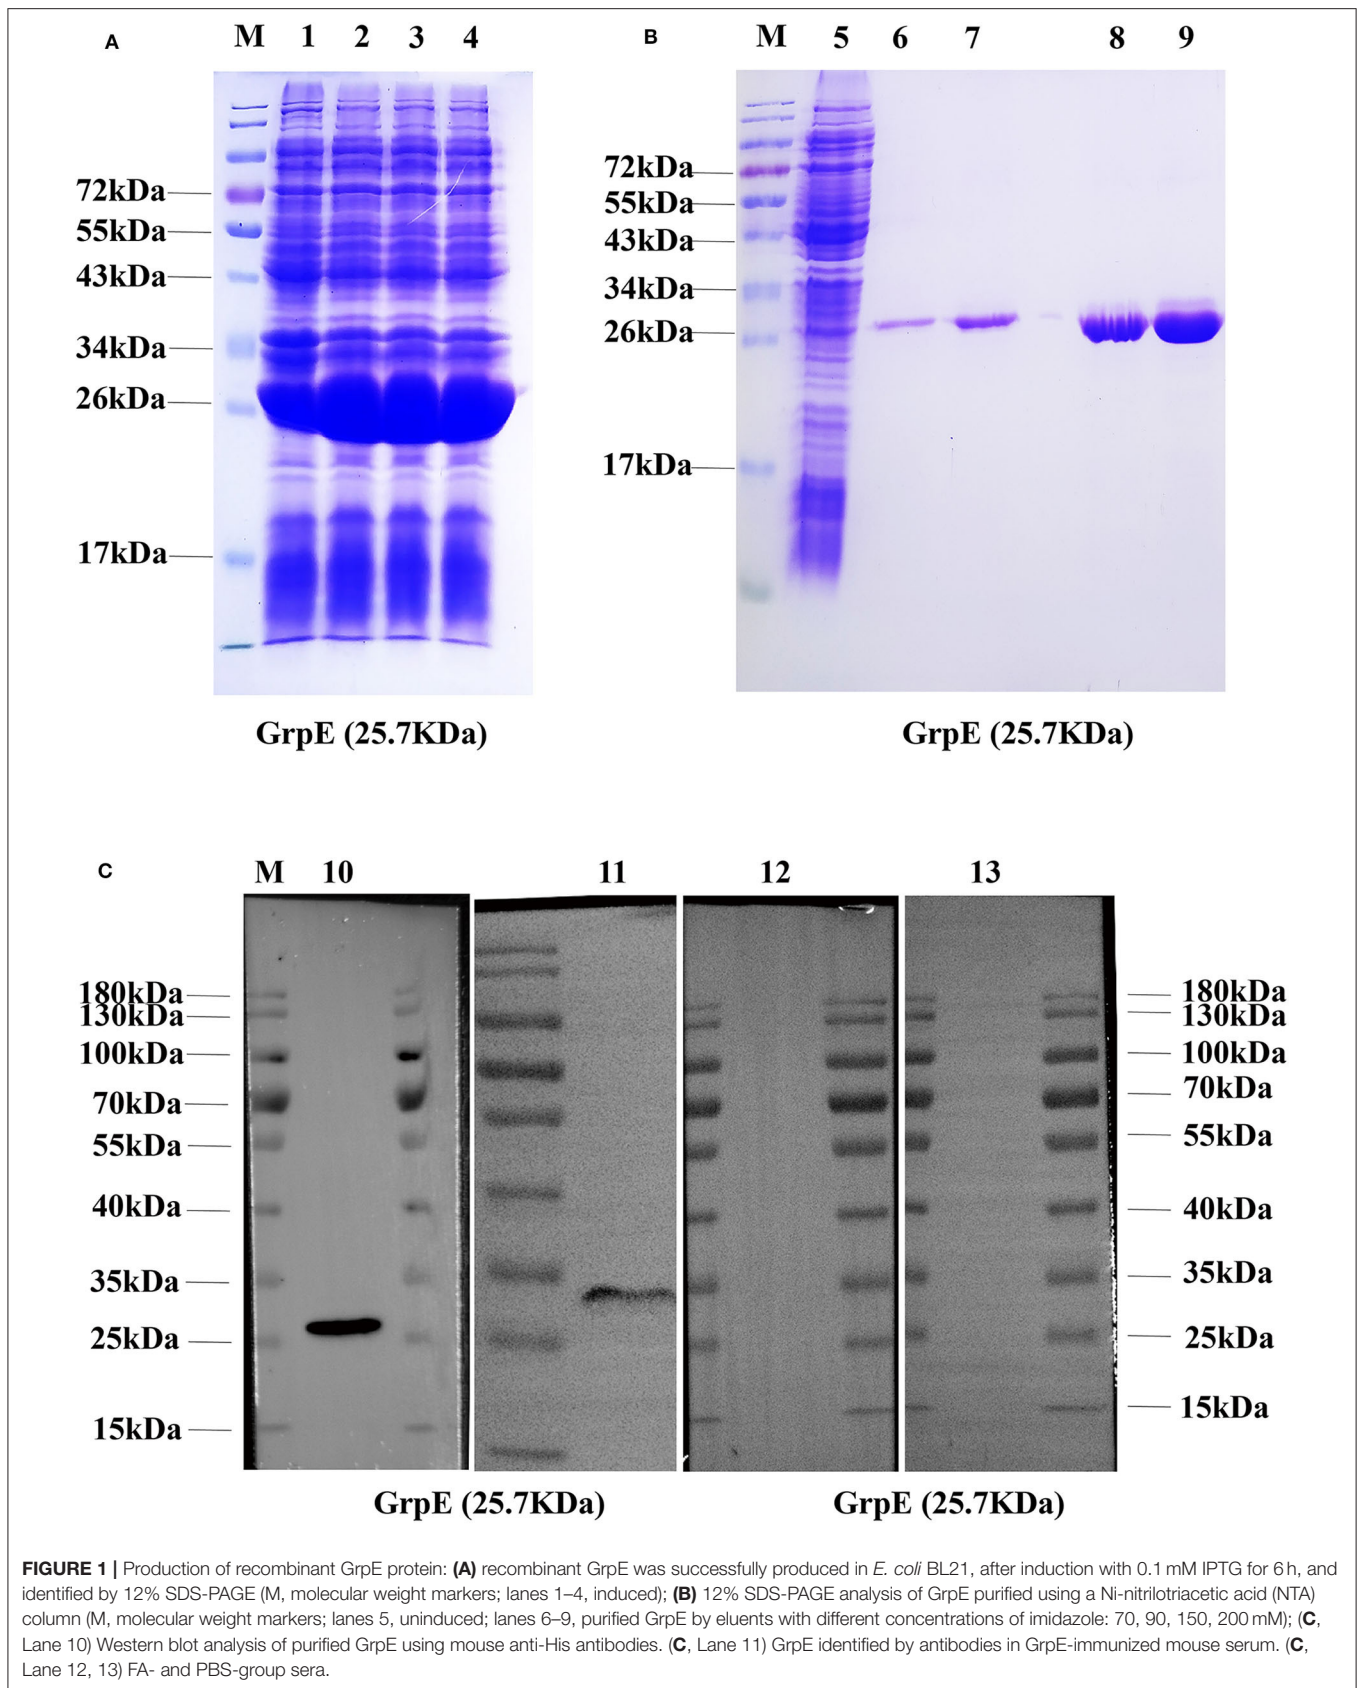 A
M 1 2 3 4
72kDa
55kDa
43kDa
34kDa
26kDa
17kDa
GrpE (25.7KDa)
B
M 5 6 7 8 9
72kDa
55kDa
43kDa
34kDa
26kDa
17kDa
GrpE (25.7KDa)
C
M 10 11 12 13
180kDa
130kDa
100kDa
70kDa
55kDa
40kDa
35kDa
25kDa
15kDa
180kDa
130kDa
100kDa
70kDa
55kDa
40kDa
35kDa
25kDa
15kDa
GrpE (25.7KDa)
GrpE (25.7KDa)
FIGURE 1 | Production of recombinant GrpE protein: (A) recombinant GrpE was successfully produced in E. coli BL21, after induction with 0.1 mM IPTG for 6 h, and
identified by 12% SDS-PAGE (M, molecular weight markers; lanes 1–4, induced); (B) 12% SDS-PAGE analysis of GrpE purified using a Ni-nitrilotriacetic acid (NTA)
column (M, molecular weight markers; lanes 5, uninduced; lanes 6–9, purified GrpE by eluents with different concentrations of imidazole: 70, 90, 150, 200 mM); (C,
Lane 10) Western blot analysis of purified GrpE using mouse anti-His antibodies. (C, Lane 11) GrpE identified by antibodies in GrpE-immunized mouse serum. (C,
Lane 12, 13) FA- and PBS-group sera.